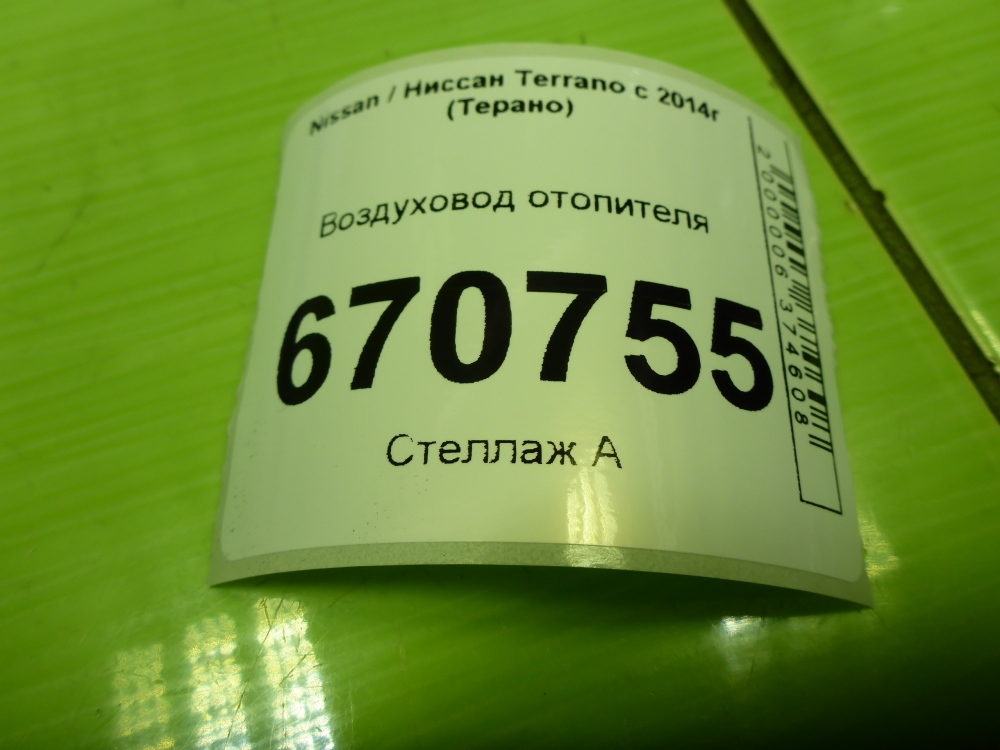 Nissan / Ниссан Terrano с 2014г
(Терано)
Воздуховод отопителя
670755
Стеллаж А
2000006374608